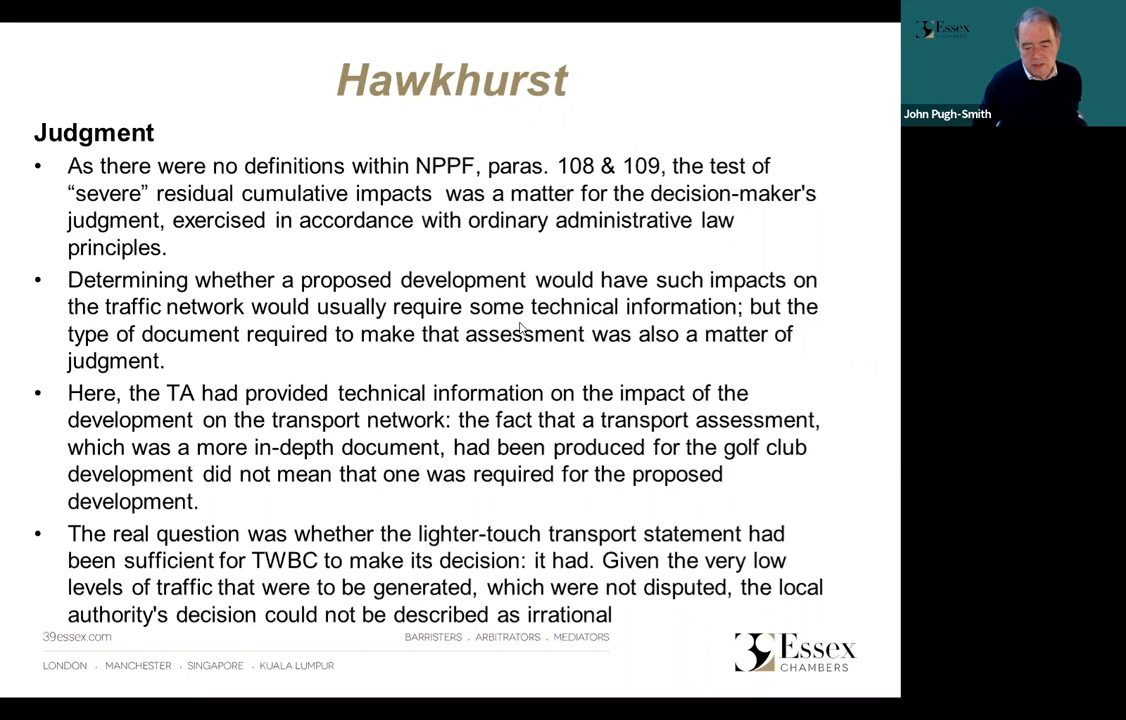 Hawkhurst
Judgment
• As there were no definitions within NPPF, paras. 108 & 109, the test of
“severe” residual cumulative impacts was a matter for the decision-maker's
judgment, exercised in accordance with ordinary administrative law
principles.
• Determining whether a proposed development would have such impacts on
the traffic network would usually require some technical information; but the
type of document required to make that assessment was also a matter of
judgment.
• Here, the TA had provided technical information on the impact of the
development on the transport network: the fact that a transport assessment,
which was a more in-depth document, had been produced for the golf club
development did not mean that one was required for the proposed
development.
• The real question was whether the lighter-touch transport statement had
been sufficient for TWBC to make its decision: it had. Given the very low
levels of traffic that were to be generated, which were not disputed, the local
authority's decision could not be described as irrational
39essex.com
BARRISTERS . ARBITRATORS . MEDIATORS
LONDON . MANCHESTER . SINGAPORE . KUALA LUMPUR
39 Essex
CHAMBERS
39 Essex
CHAMBERS
John Pugh-Smith